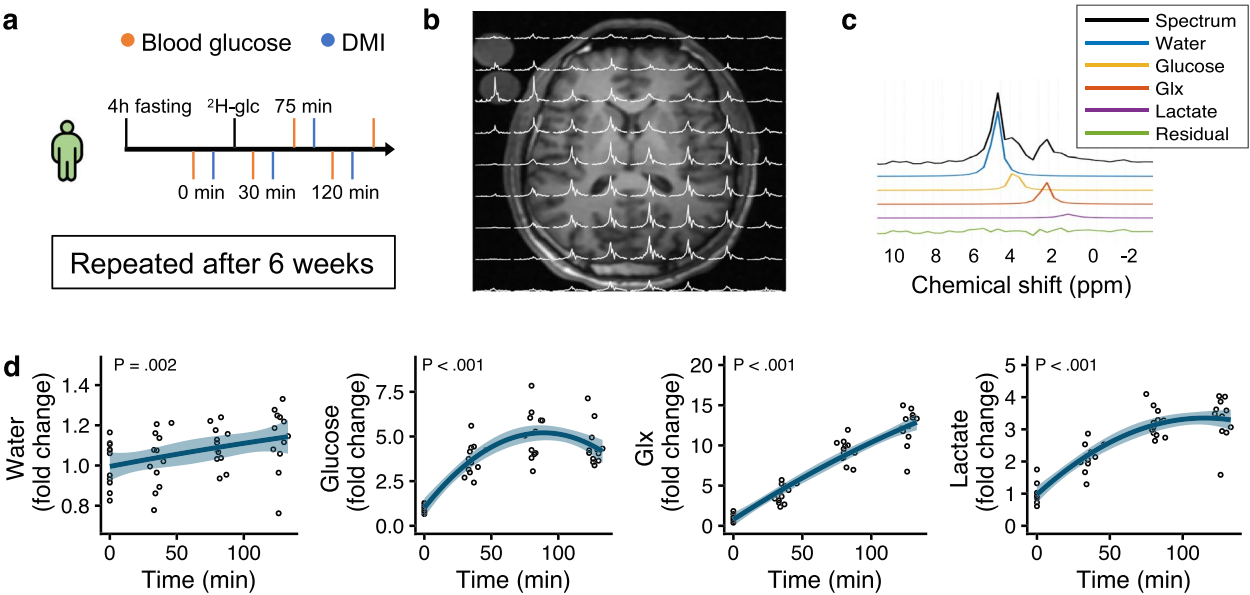 a
Blood glucose
DMI
4h fasting
²H-glc
75 min
0 min
30 min
120 min
Repeated after 6 weeks
b
c
Spectrum
Water
Glucose
Glx
Lactate
Residual
10 8 6 4 2 0 -2
Chemical shift (ppm)
d
P = .002
1.4
1.2
1.0
0.8
Water
(fold change)
0 50 100
Time (min)
P < .001
7.5
5.0
2.5
0.0
Glucose
(fold change)
0 50 100
Time (min)
P < .001
20
15
10
5
0
Glx
(fold change)
0 50 100
Time (min)
P < .001
5
4
3
2
1
0
Lactate
(fold change)
0 50 100
Time (min)